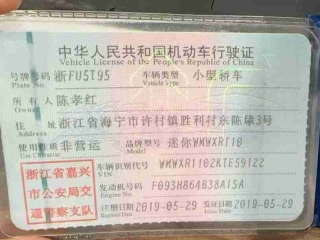 中华人民共和国机动车行驶证
Vehicle License of the People's Republic of China
号牌号码 浙FU5T95 车辆类型 小型轿车
Plate No. Vehicle Type
所有人 陈孝红
Owner
住址 浙江省海宁市许村镇胜利村东陈埭3号
Address
使用性质 非营运 品牌型号 迷你WMWXR110
Use Character Model
浙江省嘉兴
市公安局交
通警察支队
车辆识别代号 WMWXR1102KTE59122
VIN
发动机号码 F093H864B38A15A
Engine No.
注册日期 2019-05-29 发证日期 2019-05-29
Register Date Issue Date